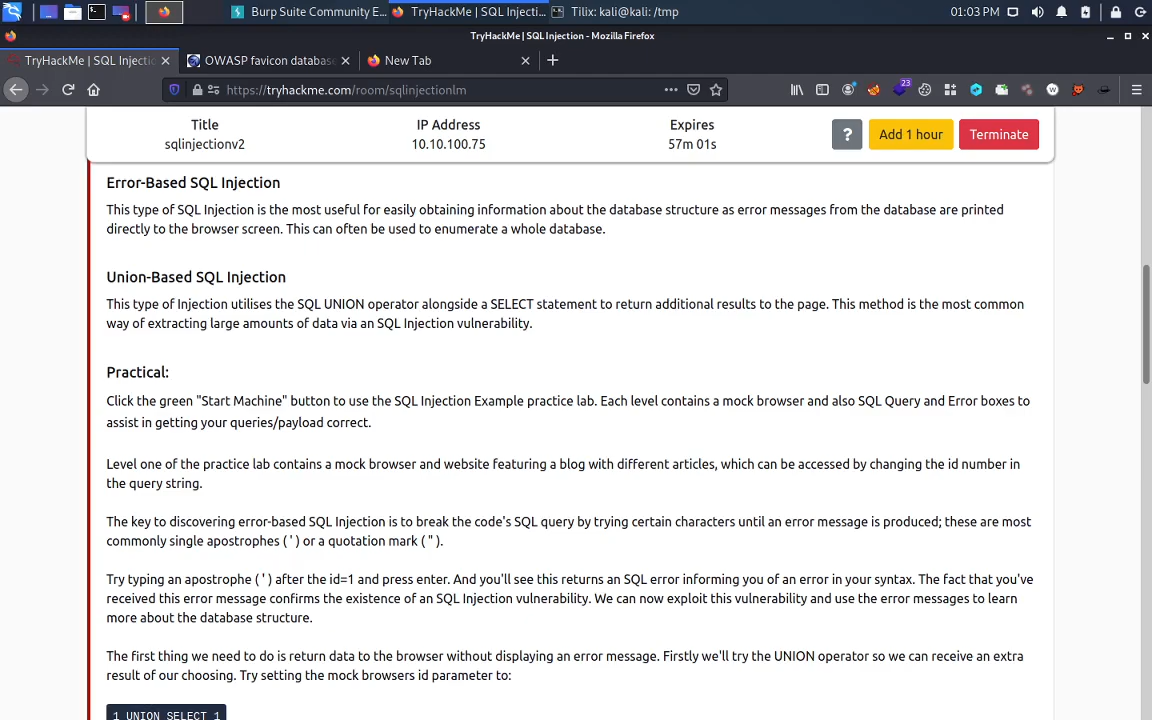 Burp Suite Community E...
TryHackMe | SQL Injecti...
Tilix: kali@kali: /tmp
01:03 PM
TryHackMe | SQL Injection - Mozilla Firefox
TryHackMe | SQL Injectio
OWASP favicon database
New Tab
https://tryhackme.com/room/sqlinjectionlm
23
Title
IP Address
Expires
sqlinjectionv2
10.10.100.75
57m 01s
?
Add 1 hour
Terminate
Error-Based SQL Injection
This type of SQL Injection is the most useful for easily obtaining information about the database structure as error messages from the database are printed
directly to the browser screen. This can often be used to enumerate a whole database.
Union-Based SQL Injection
This type of Injection utilises the SQL UNION operator alongside a SELECT statement to return additional results to the page. This method is the most common
way of extracting large amounts of data via an SQL Injection vulnerability.
Practical:
Click the green "Start Machine" button to use the SQL Injection Example practice lab. Each level contains a mock browser and also SQL Query and Error boxes to
assist in getting your queries/payload correct.
Level one of the practice lab contains a mock browser and website featuring a blog with different articles, which can be accessed by changing the id number in
the query string.
The key to discovering error-based SQL Injection is to break the code's SQL query by trying certain characters until an error message is produced; these are most
commonly single apostrophes ( ' ) or a quotation mark ( " ).
Try typing an apostrophe ( ' ) after the id=1 and press enter. And you'll see this returns an SQL error informing you of an error in your syntax. The fact that you've
received this error message confirms the existence of an SQL Injection vulnerability. We can now exploit this vulnerability and use the error messages to learn
more about the database structure.
The first thing we need to do is return data to the browser without displaying an error message. Firstly we'll try the UNION operator so we can receive an extra
result of our choosing. Try setting the mock browsers id parameter to:
1 UNION SELECT 1